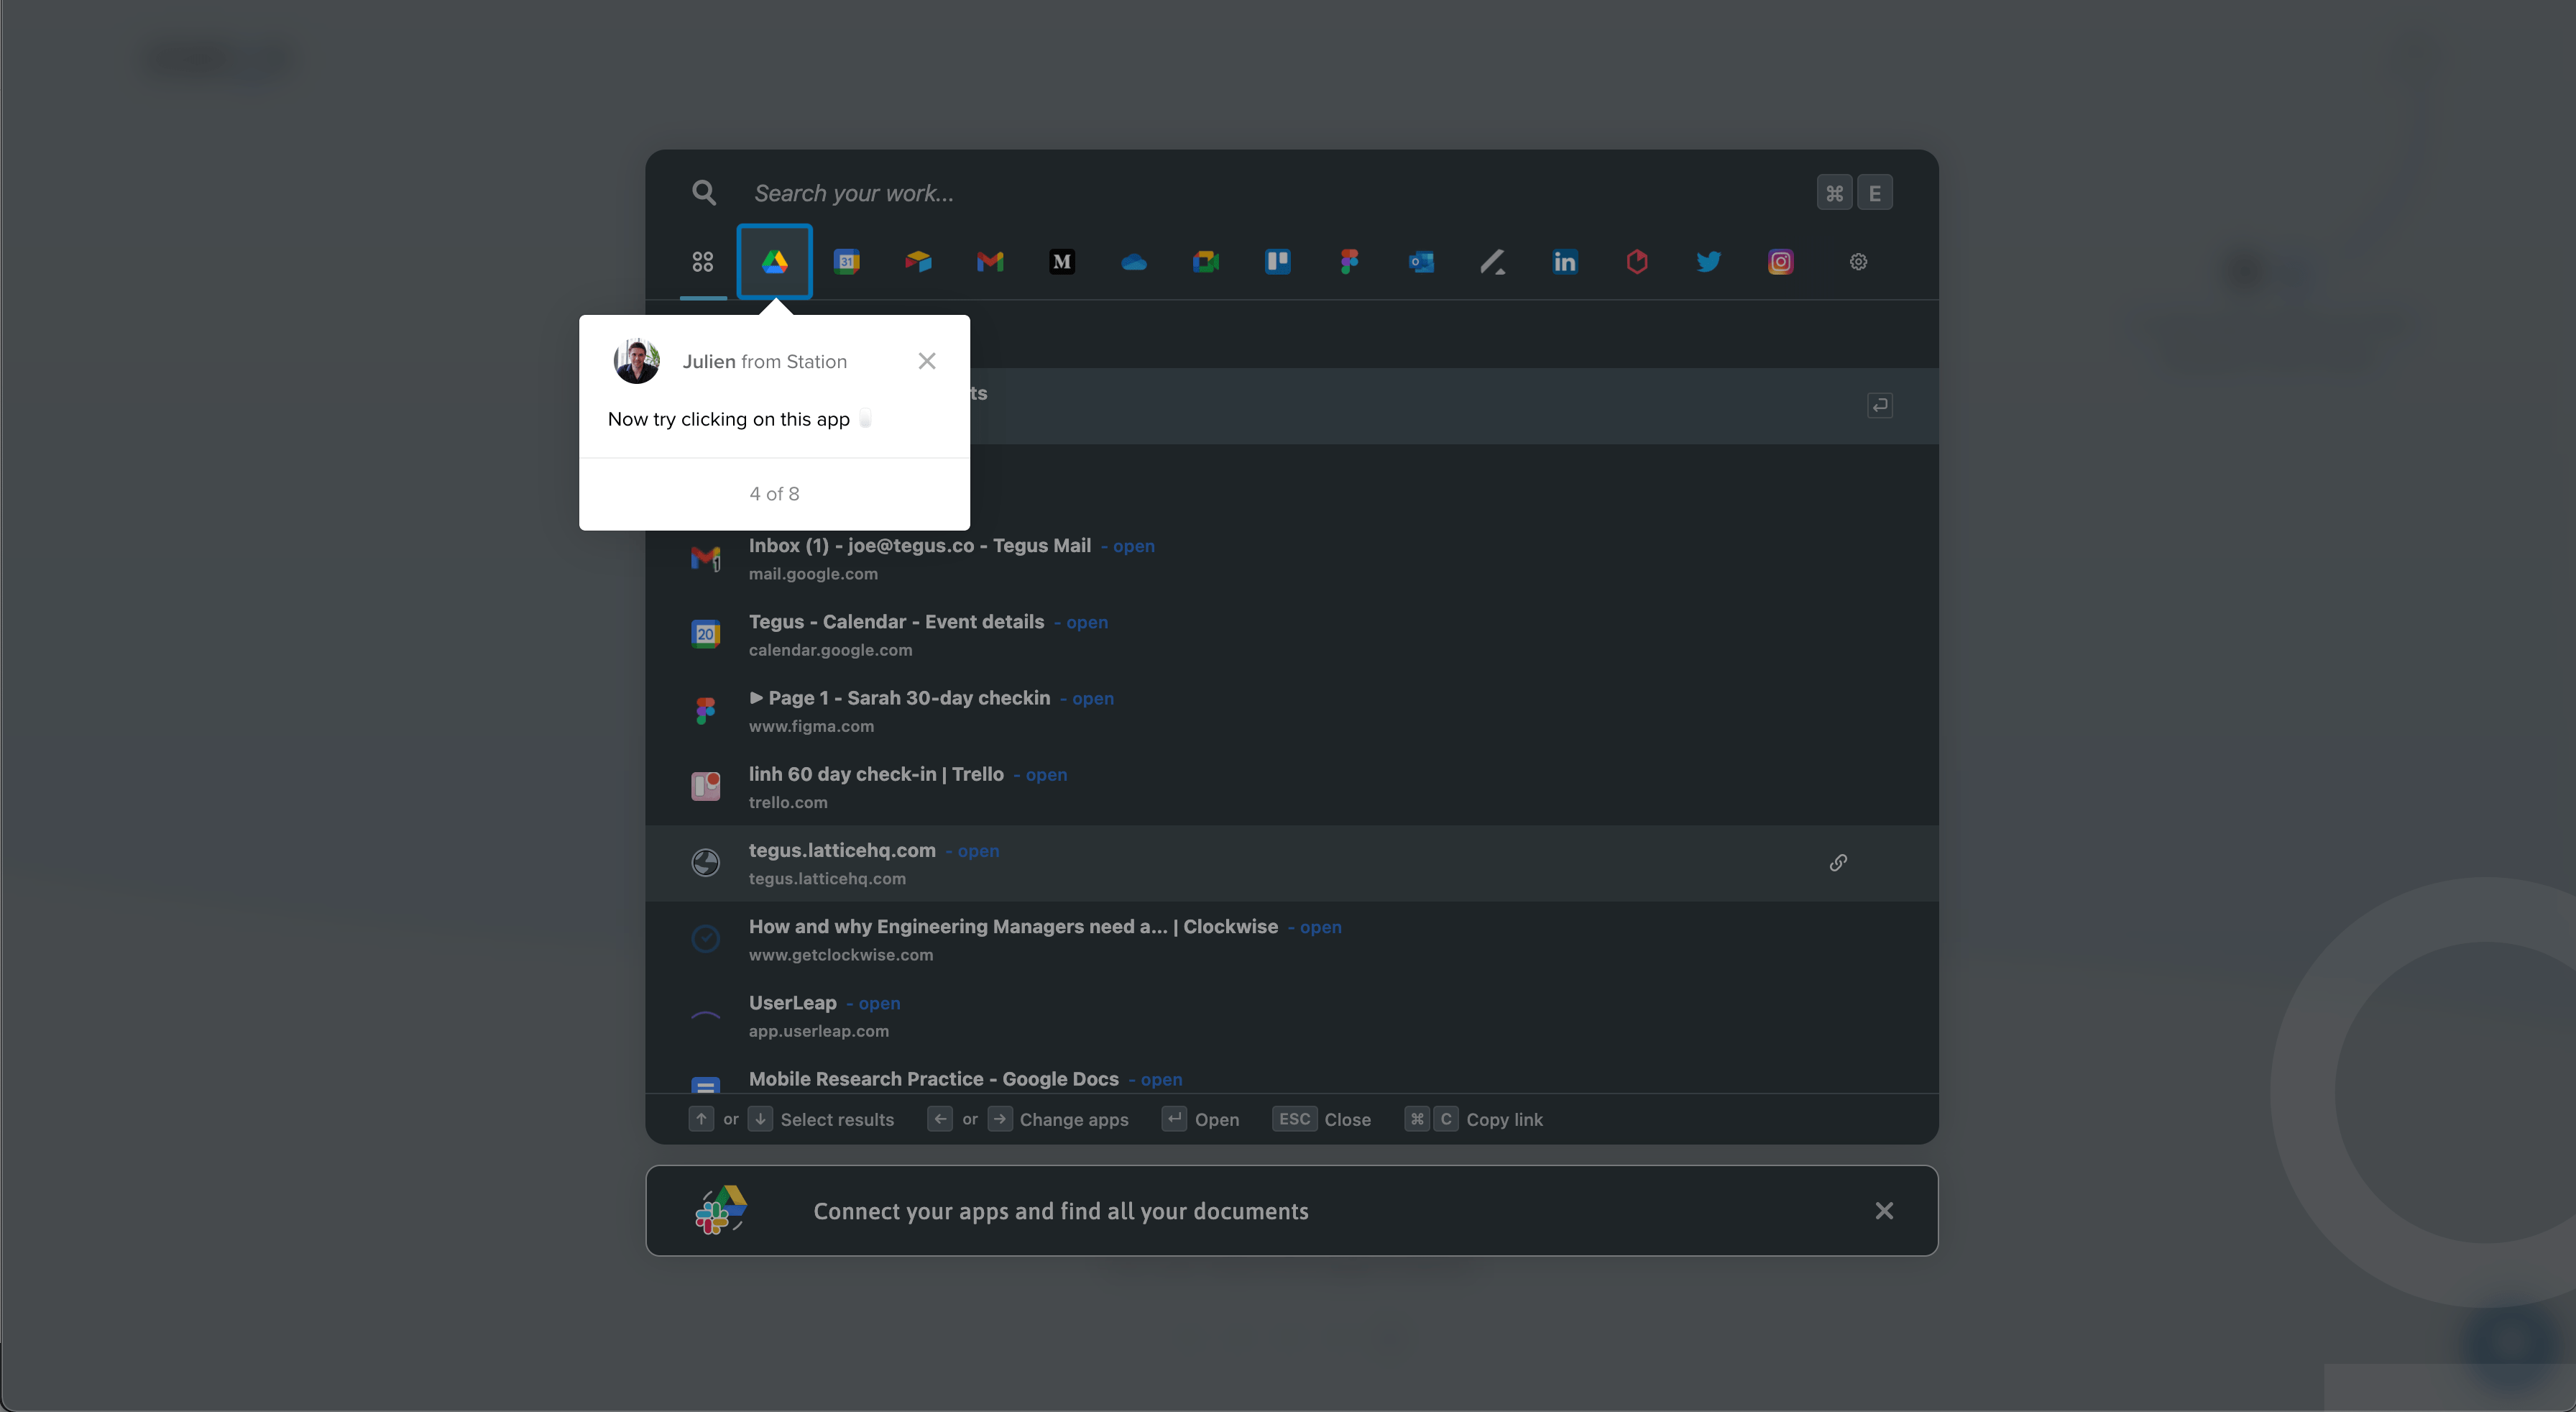 Search your work...
⌘ E
31
M
in
Julien from Station
ts
Now try clicking on this app
4 of 8
Inbox (1) - joe@tegus.co - Tegus Mail - open
mail.google.com
20
Tegus - Calendar - Event details - open
calendar.google.com
▶ Page 1 - Sarah 30-day checkin - open
www.figma.com
linh 60 day check-in | Trello - open
trello.com
tegus.latticehq.com - open
tegus.latticehq.com
How and why Engineering Managers need a... | Clockwise - open
www.getclockwise.com
UserLeap - open
app.userleap.com
Mobile Research Practice - Google Docs - open
↑ or ↓ Select results ← or → Change apps ↵ Open ESC Close ⌘ C Copy link
Connect your apps and find all your documents